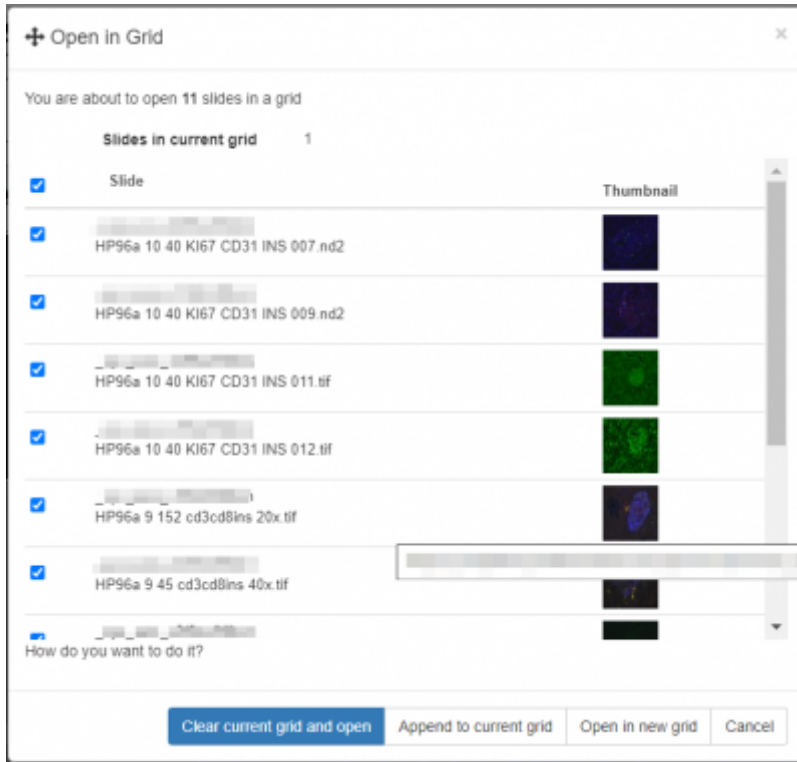 Open in Grid ×
You are about to open 11 slides in a grid
Slides in current grid 1
Slide Thumbnail
HP96a 10 40 KI67 CD31 INS 007.nd2
HP96a 10 40 KI67 CD31 INS 009.nd2
HP96a 10 40 KI67 CD31 INS 011.tif
HP96a 10 40 KI67 CD31 INS 012.tif
HP96a 9 152 cd3cd8ins 20x.tif
HP96a 9 45 cd3cd8ins 40x.tif
How do you want to do it?
Clear current grid and open Append to current grid Open in new grid Cancel